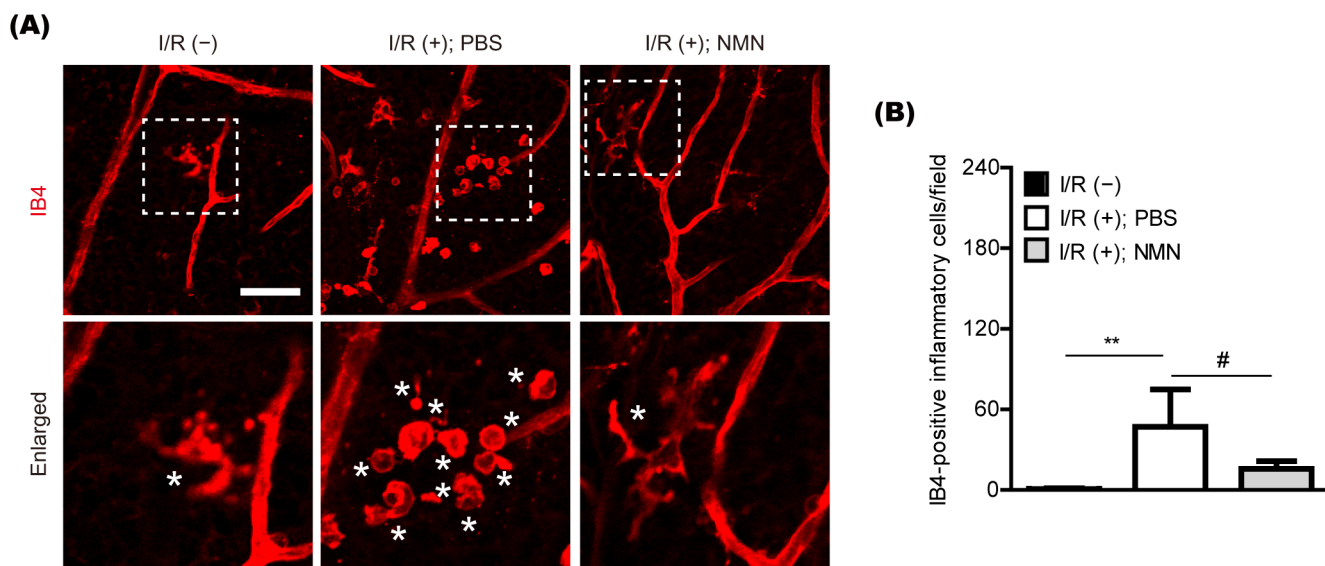 (A)
I/R (−)
I/R (+); PBS
I/R (+); NMN
IB4
Enlarged
*
* * * * * * * * * *
*
(B)
IB4-positive inflammatory cells/field
240
180
120
60
0
I/R (−)
I/R (+); PBS
I/R (+); NMN
**
#